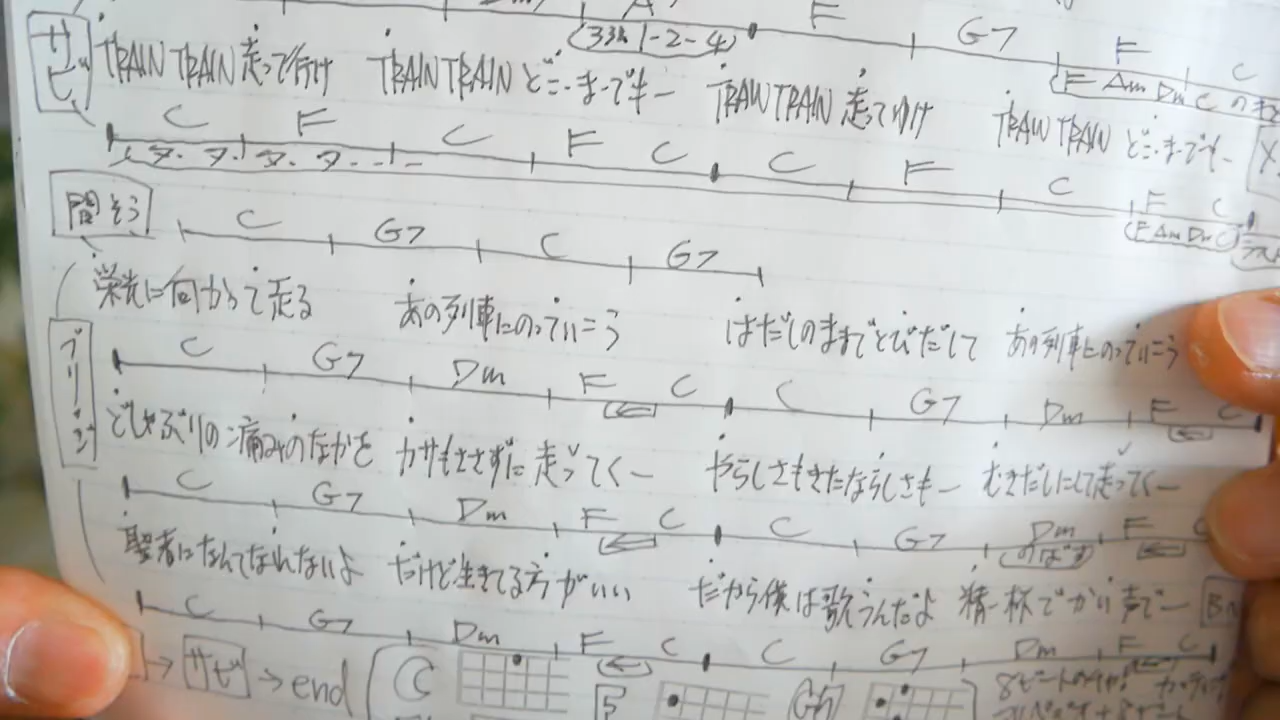 A F G7 F C
33h 1-2-4 F Am Dm C
サビ TRAIN TRAIN 走って行け TRAIN TRAIN どこまでも TRAIN TRAIN 走ってゆけ TRAIN TRAIN どこまでも
C F C F C C F C F C
F Am Dm C
間そう C G7 C G7
栄光に向かって走る あの列車にのっていこう はだしのままでとびだして あの列車にのっていこう
ブリッジ C G7 Dm F C C G7 Dm F C
どしゃぶりの痛みのなかを カサもささずに走ってくー やらしさもきたならしさもー むきだしにして走ってくー
C G7 Dm F C C G7 Dm F C
のばす
聖者になんてなれないよ だけど生きてる方がいい だから僕は歌うんだよ 精一杯でかい声でー
C G7 Dm F C C G7 Dm F C
→ サビ → end C F